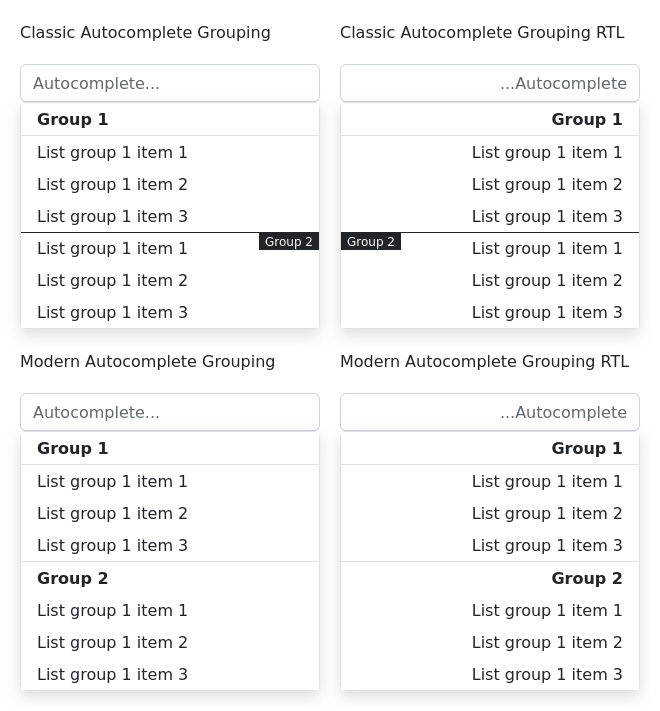 Classic Autocomplete Grouping
Autocomplete...
Group 1
List group 1 item 1
List group 1 item 2
List group 1 item 3
Group 2
List group 1 item 1
List group 1 item 2
List group 1 item 3
Classic Autocomplete Grouping RTL
...Autocomplete
Group 1
List group 1 item 1
List group 1 item 2
List group 1 item 3
Group 2
List group 1 item 1
List group 1 item 2
List group 1 item 3
Modern Autocomplete Grouping
Autocomplete...
Group 1
List group 1 item 1
List group 1 item 2
List group 1 item 3
Group 2
List group 1 item 1
List group 1 item 2
List group 1 item 3
Modern Autocomplete Grouping RTL
...Autocomplete
Group 1
List group 1 item 1
List group 1 item 2
List group 1 item 3
Group 2
List group 1 item 1
List group 1 item 2
List group 1 item 3